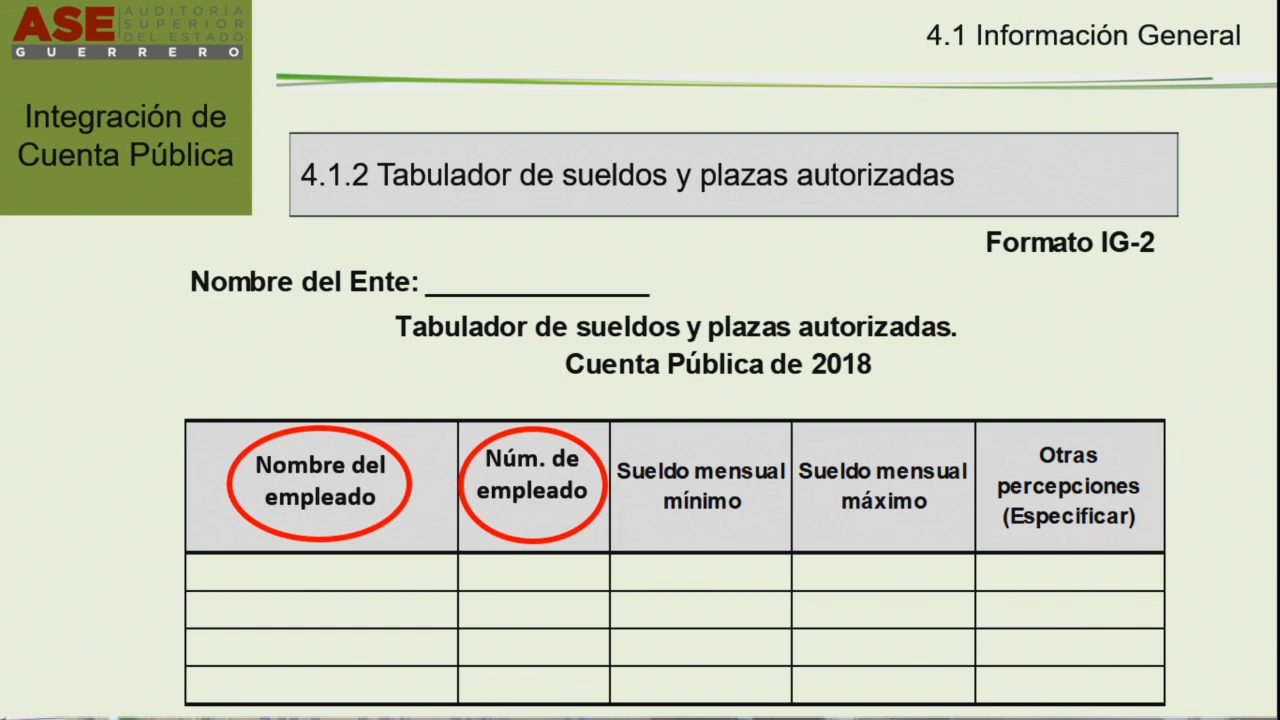 ASE AUDITORÍA
SUPERIOR
DEL ESTADO
GUERRERO
4.1 Información General
Integración de
Cuenta Pública
4.1.2 Tabulador de sueldos y plazas autorizadas
Formato IG-2
Nombre del Ente: ______________
Tabulador de sueldos y plazas autorizadas.
Cuenta Pública de 2018
Nombre del
empleado
Núm. de
empleado
Sueldo mensual
mínimo
Sueldo mensual
máximo
Otras
percepciones
(Especificar)